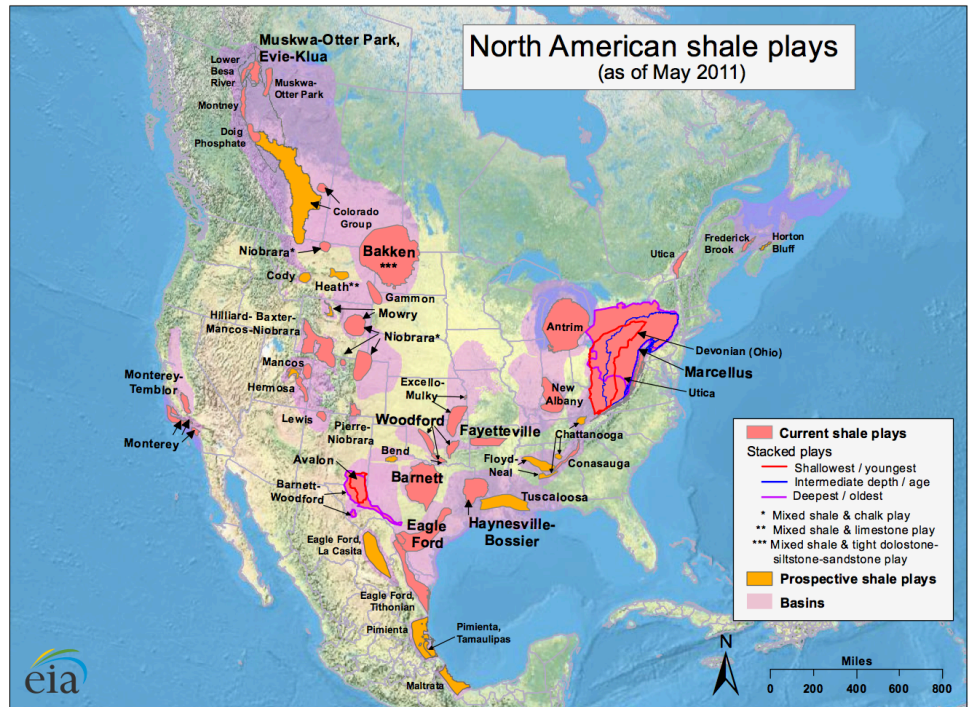 North American shale plays
(as of May 2011)
Muskwa-Otter Park,
Evie-Klua
Lower
Besa
River
Muskwa-
Otter Park
Montney
Doig
Phosphate
Colorado
Group
Niobrara*
Bakken
***
Cody
Heath**
Gammon
Mowry
Hilliard- Baxter-
Mancos-Niobrara
Niobrara*
Mancos
Hermosa
Monterey-
Temblor
Monterey
Lewis
Pierre-
Niobrara
Excello-
Mulky
Woodford
Fayetteville
Bend
Avalon
Barnett-
Woodford
Barnett
Eagle
Ford
Haynesville-
Bossier
Tuscaloosa
Floyd-
Neal
Chattanooga
Conasauga
New
Albany
Antrim
Devonian (Ohio)
Marcellus
Utica
Utica
Frederick
Brook
Horton
Bluff
Eagle Ford,
La Casita
Eagle Ford,
Tithonian
Pimienta
Pimienta,
Tamaulipas
Maltrata
Current shale plays
Stacked plays
Shallowest / youngest
Intermediate depth / age
Deepest / oldest
* Mixed shale & chalk play
** Mixed shale & limestone play
*** Mixed shale & tight dolostone-
siltstone-sandstone play
Prospective shale plays
Basins
N
Miles
0 200 400 600 800
eia